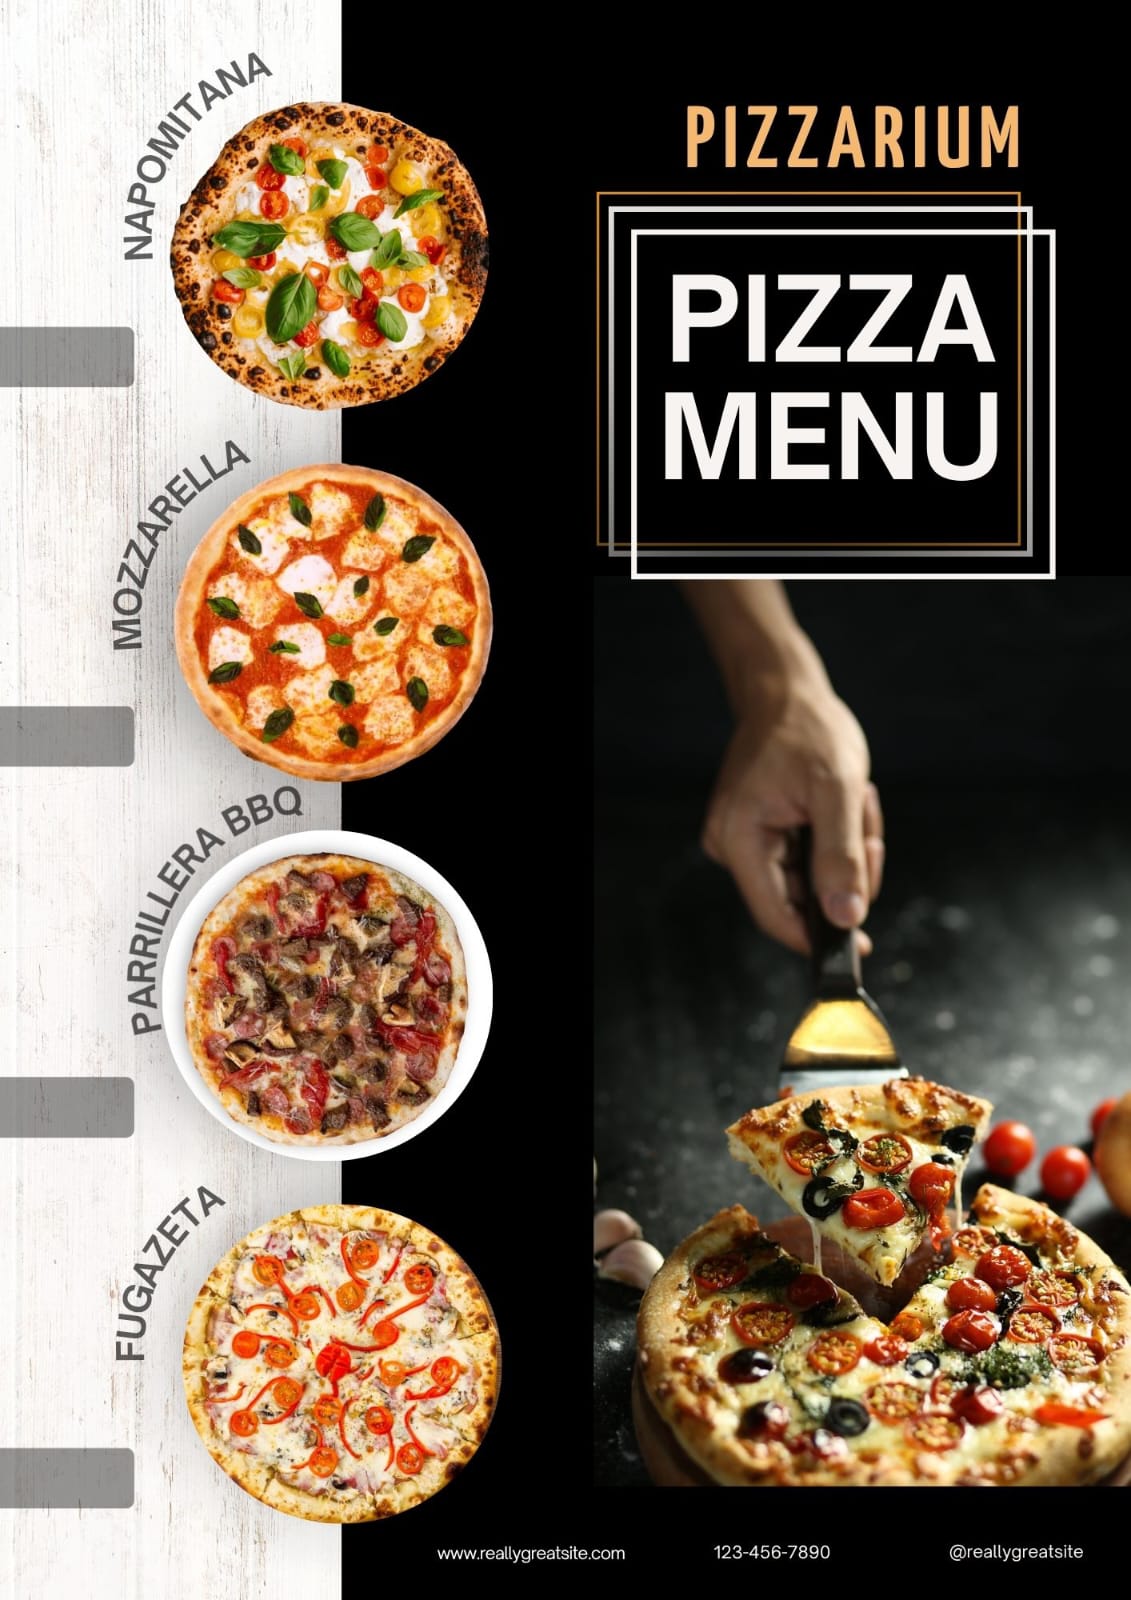 PIZZARIUM
PIZZA
MENU
NAPOMITANA
MOZZARELLA
PARRILLERA BBQ
FUGAZETA
www.reallygreatsite.com
123-456-7890
@reallygreatsite